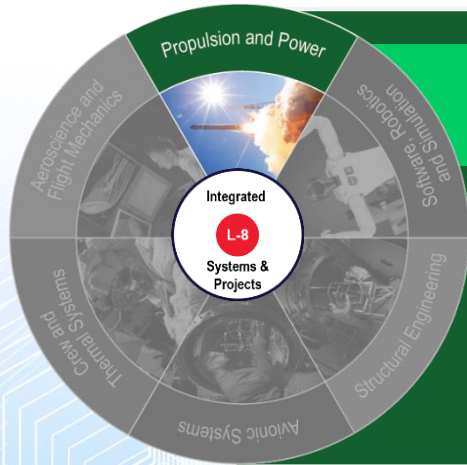 Propulsion and Power
Aeroscience and
Flight Mechanics
Software, Robotics
and Simulation
Integrated
L-8
Systems &
Projects
Crew and
Thermal Systems
Structural Engineering
Avionic Systems